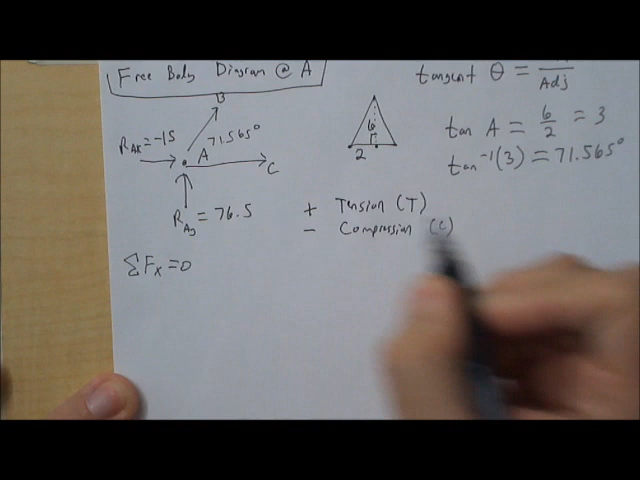 Free Body Diagram @ A
B
R_AX = -15
71.565°
A
C
R_Ay = 76.5
6
2
tangent θ =
Adj
tan A = 6/2 = 3
tan⁻¹(3) = 71.565°
+ Tension (T)
- Compression (C)
ΣFx = 0